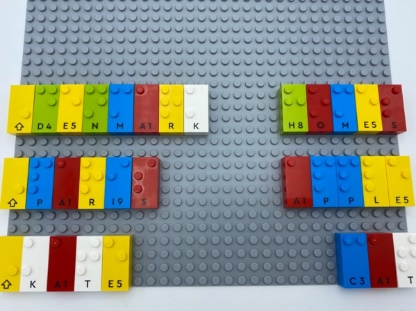 ⇧ D4 E5 N M A1 R K
H8 O M E5 S
⇧ P A1 R I9 S
A1 P P L E5
⇧ K A1 T E5
C3 A1 T